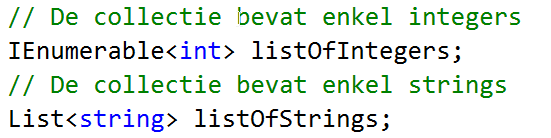 // De collectie bevat enkel integers
IEnumerable<int> listOfIntegers;
// De collectie bevat enkel strings
List<string> listOfStrings;